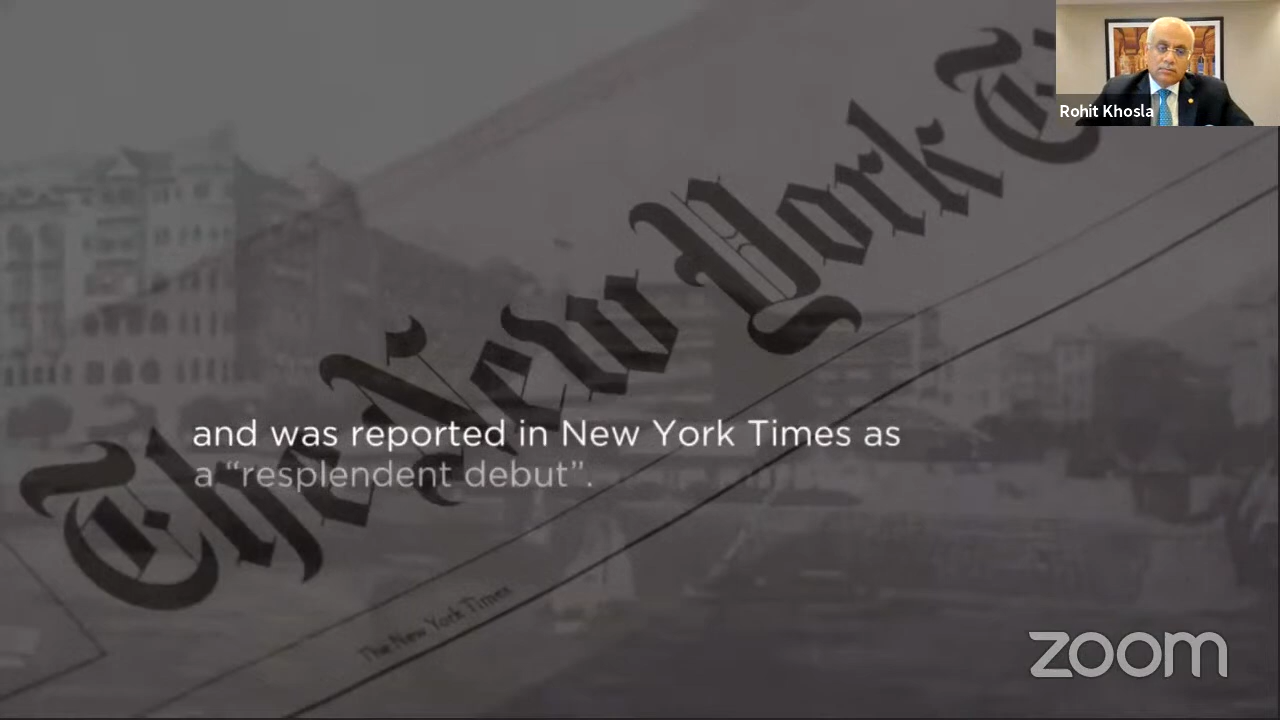 Rohit Khosla
The New York T
and was reported in New York Times as
a “resplendent debut”.
The New York Times
zoom